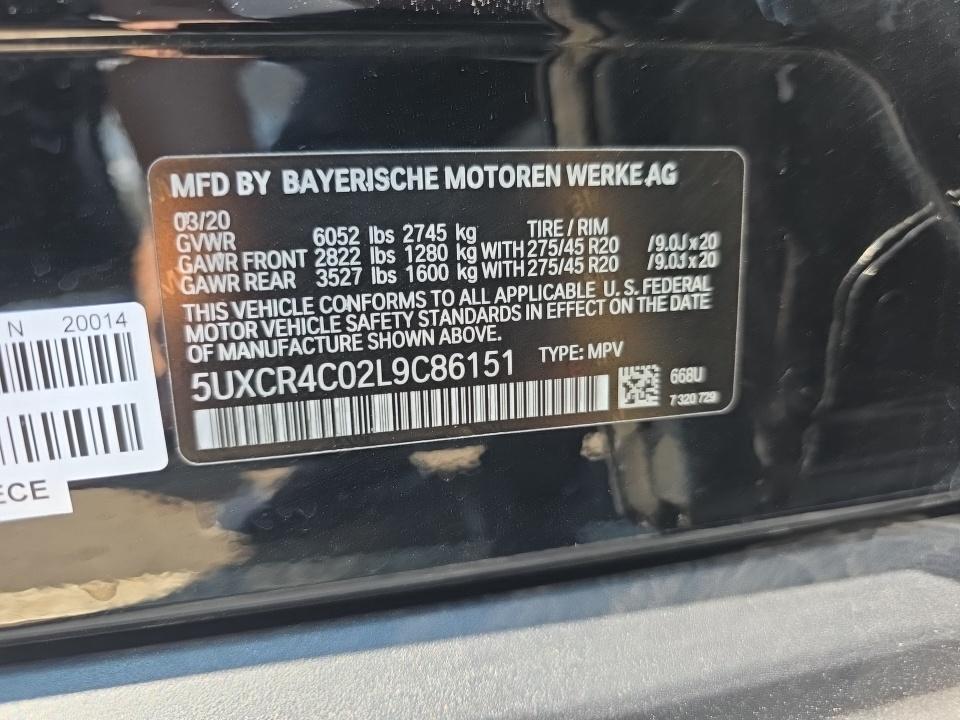 MFD BY BAYERISCHE MOTOREN WERKE AG
03/20
GVWR 6052 lbs 2745 kg TIRE / RIM
GAWR FRONT 2822 lbs 1280 kg WITH 275/45 R20 /9.0J x 20
GAWR REAR 3527 lbs 1600 kg WITH 275/45 R20 /9.0J x 20
THIS VEHICLE CONFORMS TO ALL APPLICABLE U.S. FEDERAL
MOTOR VEHICLE SAFETY STANDARDS IN EFFECT ON THE DATE
OF MANUFACTURE SHOWN ABOVE.
5UXCR4C02L9C86151 TYPE: MPV
668U
7 320 729
N 20014
ECE